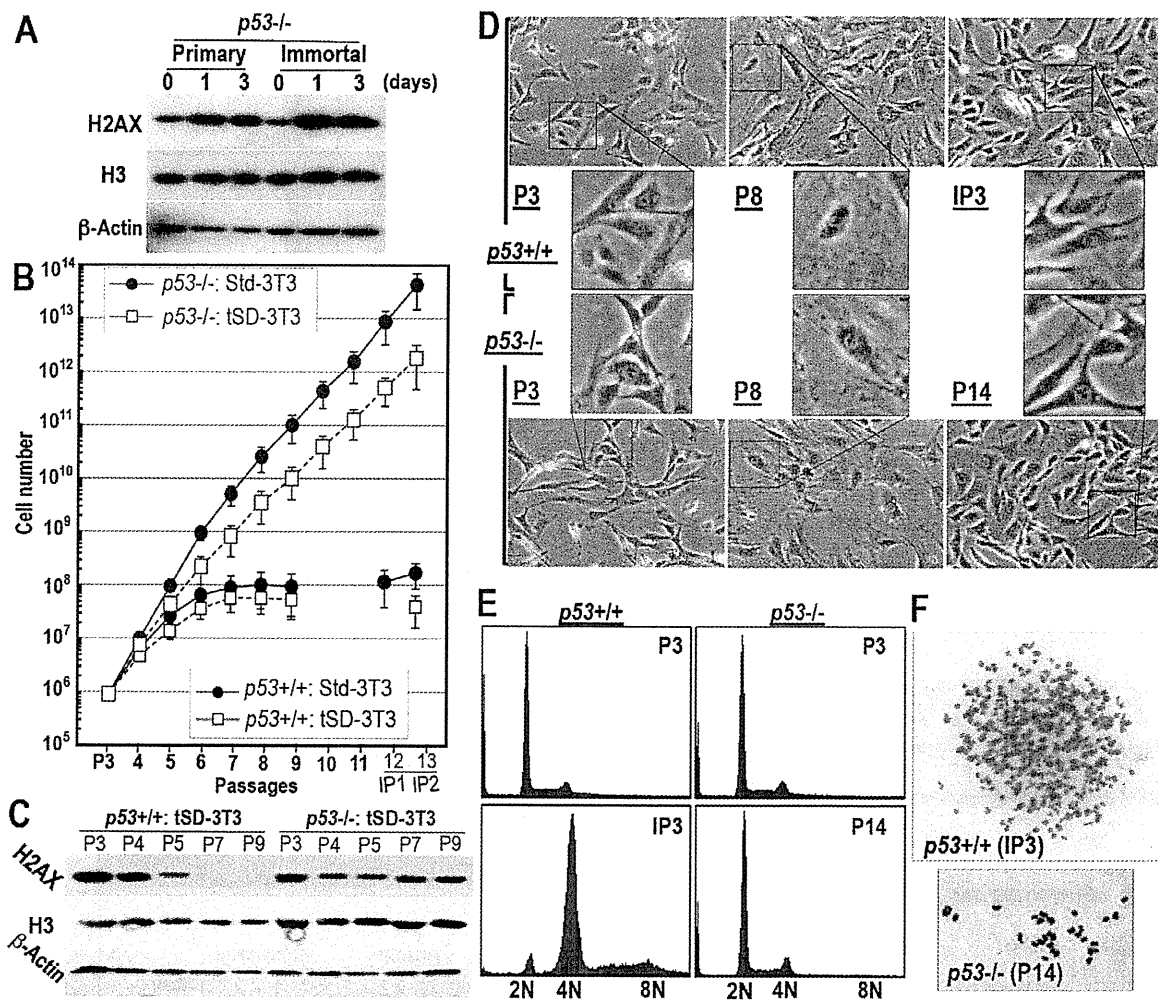 A
p53-/-
Primary Immortal
0 1 3 0 1 3 (days)
H2AX
H3
β-Actin
B
10^14
10^13
10^12
10^11
10^10
10^9
10^8
10^7
10^6
10^5
Cell number
p53-/-: Std-3T3
p53-/-: tSD-3T3
p53+/+: Std-3T3
p53+/+: tSD-3T3
P3 4 5 6 7 8 9 10 11 12 13
IP1 IP2
Passages
C
p53+/+: tSD-3T3 p53-/-: tSD-3T3
P3 P4 P5 P7 P9 P3 P4 P5 P7 P9
H2AX
H3
β-Actin
D
P3 P8 IP3
p53+/+
p53-/-
P3 P8 P14
E
p53+/+ p53-/-
P3 P3
IP3 P14
2N 4N 8N 2N 4N 8N
F
p53+/+ (IP3)
p53-/- (P14)